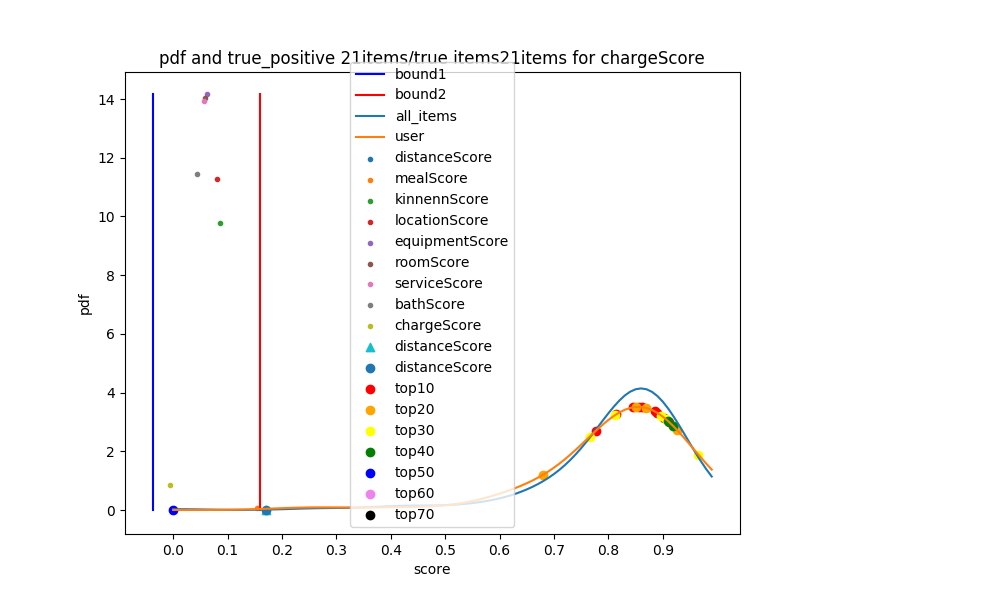 pdf and true_positive 21items/true items21items for chargeScore
bound1
bound2
all_items
user
distanceScore
mealScore
kinnennScore
locationScore
equipmentScore
roomScore
serviceScore
bathScore
chargeScore
distanceScore
distanceScore
top10
top20
top30
top40
top50
top60
top70
pdf
14
12
10
8
6
4
2
0
0.0 0.1 0.2 0.3 0.4 0.5 0.6 0.7 0.8 0.9
score